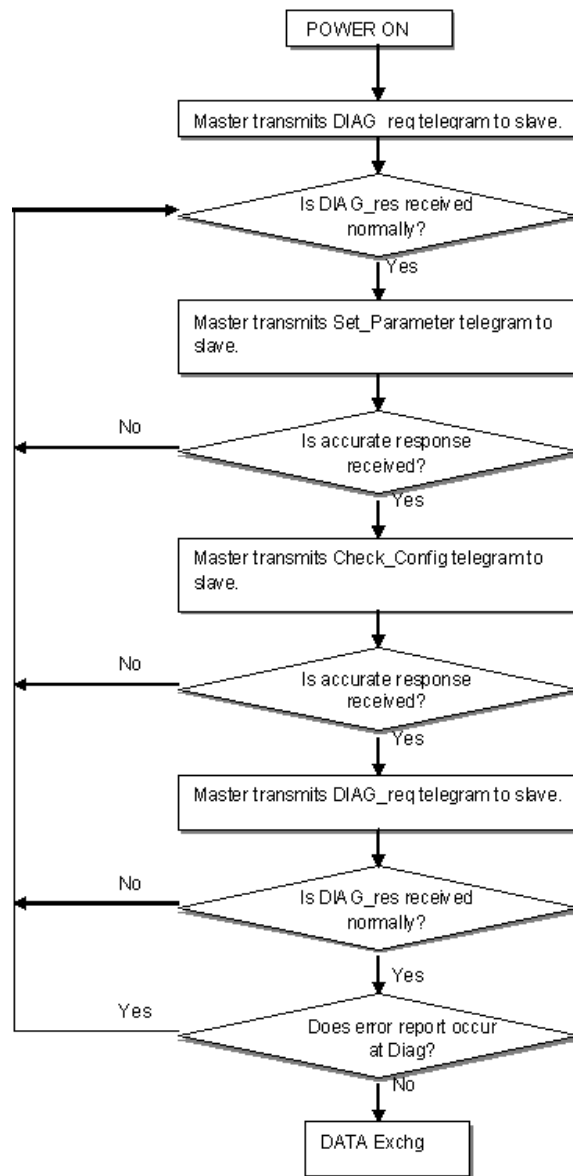 POWER ON
Master transmits DIAG_req telegram to slave.
Is DIAG_res received
normally?
Yes
Master transmits Set_Parameter telegram to
slave.
No
Is accurate response
received?
Yes
Master transmits Check_Config telegram to
slave.
No
Is accurate response
received?
Yes
Master transmits DIAG_req telegram to slave.
No
Is DIAG_res received
normally?
Yes
Yes
Does error report occur
at Diag?
No
DATA Exchg